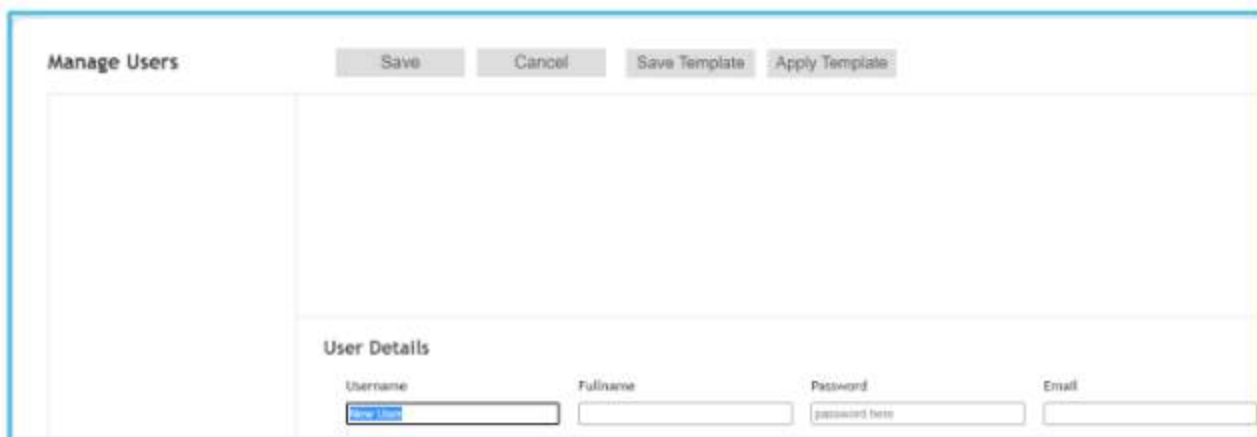 Manage Users
Save Cancel Save Template Apply Template
User Details
Username Fullname Password Email
New User password here